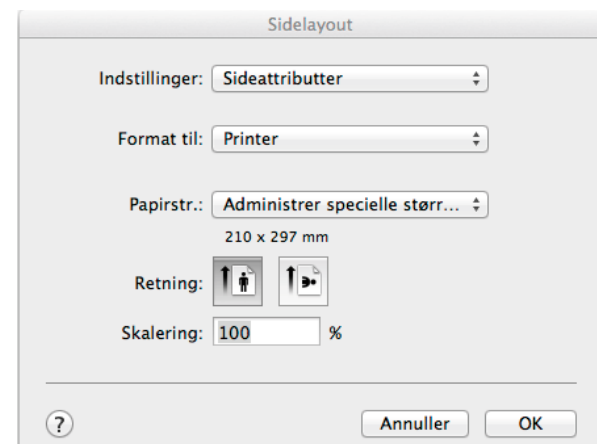 Sidelayout
Indstillinger: Sideattributter
Format til: Printer
Papirstr.: Administrer specielle størr...
210 x 297 mm
Retning:
Skalering: 100 %
? Annuller OK